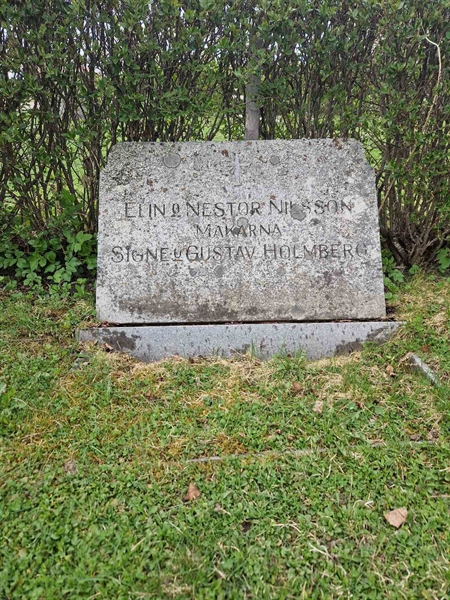 ELIN O NESTOR NILSSON
MAKARNA
SIGNE O GUSTAV HOLMBERG